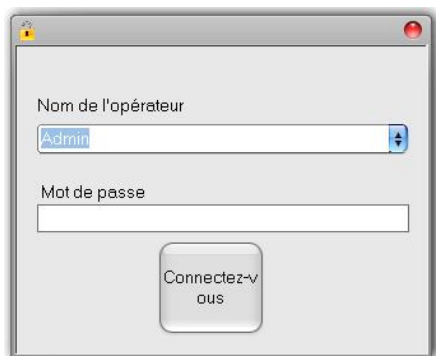 Nom de l'opérateur
Admin
Mot de passe
Connectez-v
ous